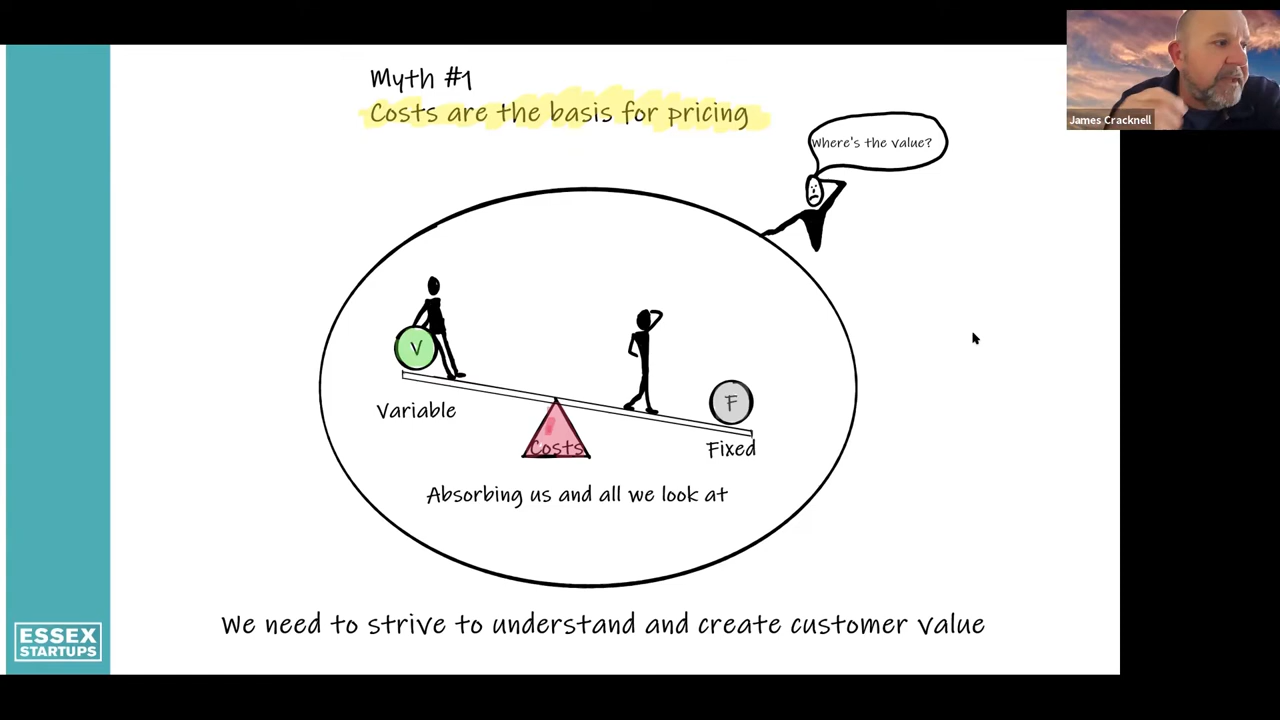 Myth #1
Costs are the basis for pricing
James Cracknell
Where's the value?
V
F
Variable
Costs
Fixed
Absorbing us and all we look at
We need to strive to understand and create customer value
ESSEX
STARTUPS